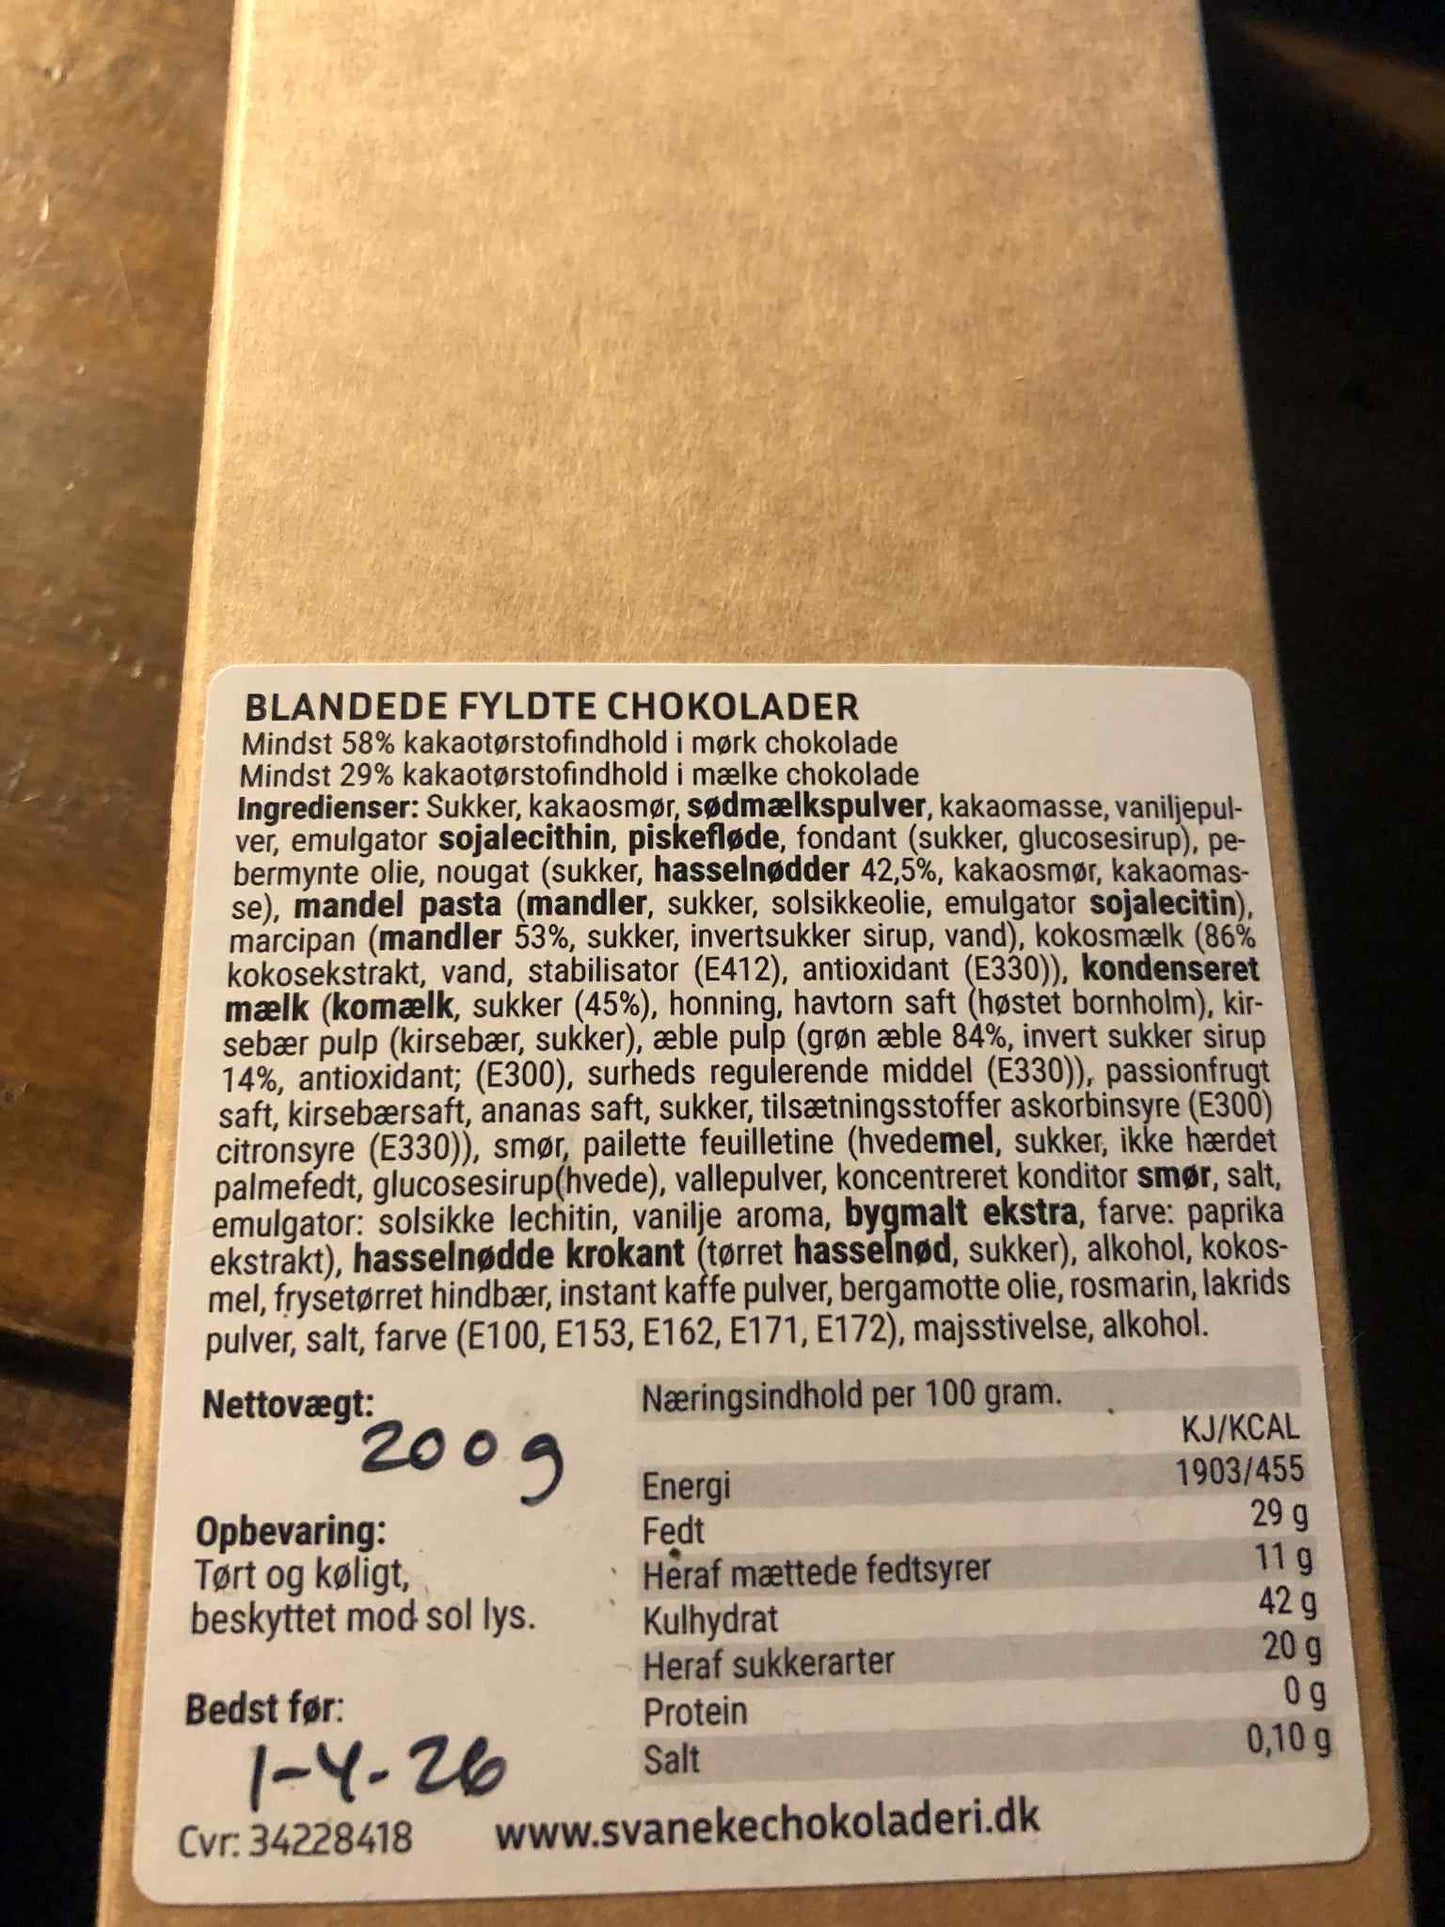 BLANDEDE FYLDTE CHOKOLADER
Mindst 58% kakaotørstofindhold i mørk chokolade
Mindst 29% kakaotørstofindhold i mælke chokolade
Ingredienser: Sukker, kakaosmør, sødmælkspulver, kakaomasse, vaniljepul-
ver, emulgator sojalecithin, piskefløde, fondant (sukker, glucosesirup), pe-
bermynte olie, nougat (sukker, hasselnødder 42,5%, kakaosmør, kakaomas-
se), mandel pasta (mandler, sukker, solsikkeolie, emulgator sojalecitin),
marcipan (mandler 53%, sukker, invertsukker sirup, vand), kokosmælk (86%
kokosekstrakt, vand, stabilisator (E412), antioxidant (E330)), kondenseret
mælk (komælk, sukker (45%), honning, havtorn saft (høstet bornholm), kir-
sebær pulp (kirsebær, sukker), æble pulp (grøn æble 84%, invert sukker sirup
14%, antioxidant; (E300), surheds regulerende middel (E330)), passionfrugt
saft, kirsebærsaft, ananas saft, sukker, tilsætningsstoffer askorbinsyre (E300)
citronsyre (E330)), smør, pailette feuilletine (hvedemel, sukker, ikke hærdet
palmefedt, glucosesirup(hvede), vallepulver, koncentreret konditor smør, salt,
emulgator: solsikke lechitin, vanilje aroma, bygmalt ekstra, farve: paprika
ekstrakt), hasselnødde krokant (tørret hasselnød, sukker), alkohol, kokos-
mel, frysetørret hindbær, instant kaffe pulver, bergamotte olie, rosmarin, lakrids
pulver, salt, farve (E100, E153, E162, E171, E172), majsstivelse, alkohol.
Nettovægt:
200g
Opbevaring:
Tørt og køligt,
beskyttet mod sol lys.
Bedst før:
1-4-26
Cvr: 34228418
Næringsindhold per 100 gram.
KJ/KCAL
Energi 1903/455
Fedt 29 g
Heraf mættede fedtsyrer 11 g
Kulhydrat 42 g
Heraf sukkerarter 20 g
Protein 0 g
Salt 0,10 g
www.svanekechokoladeri.dk